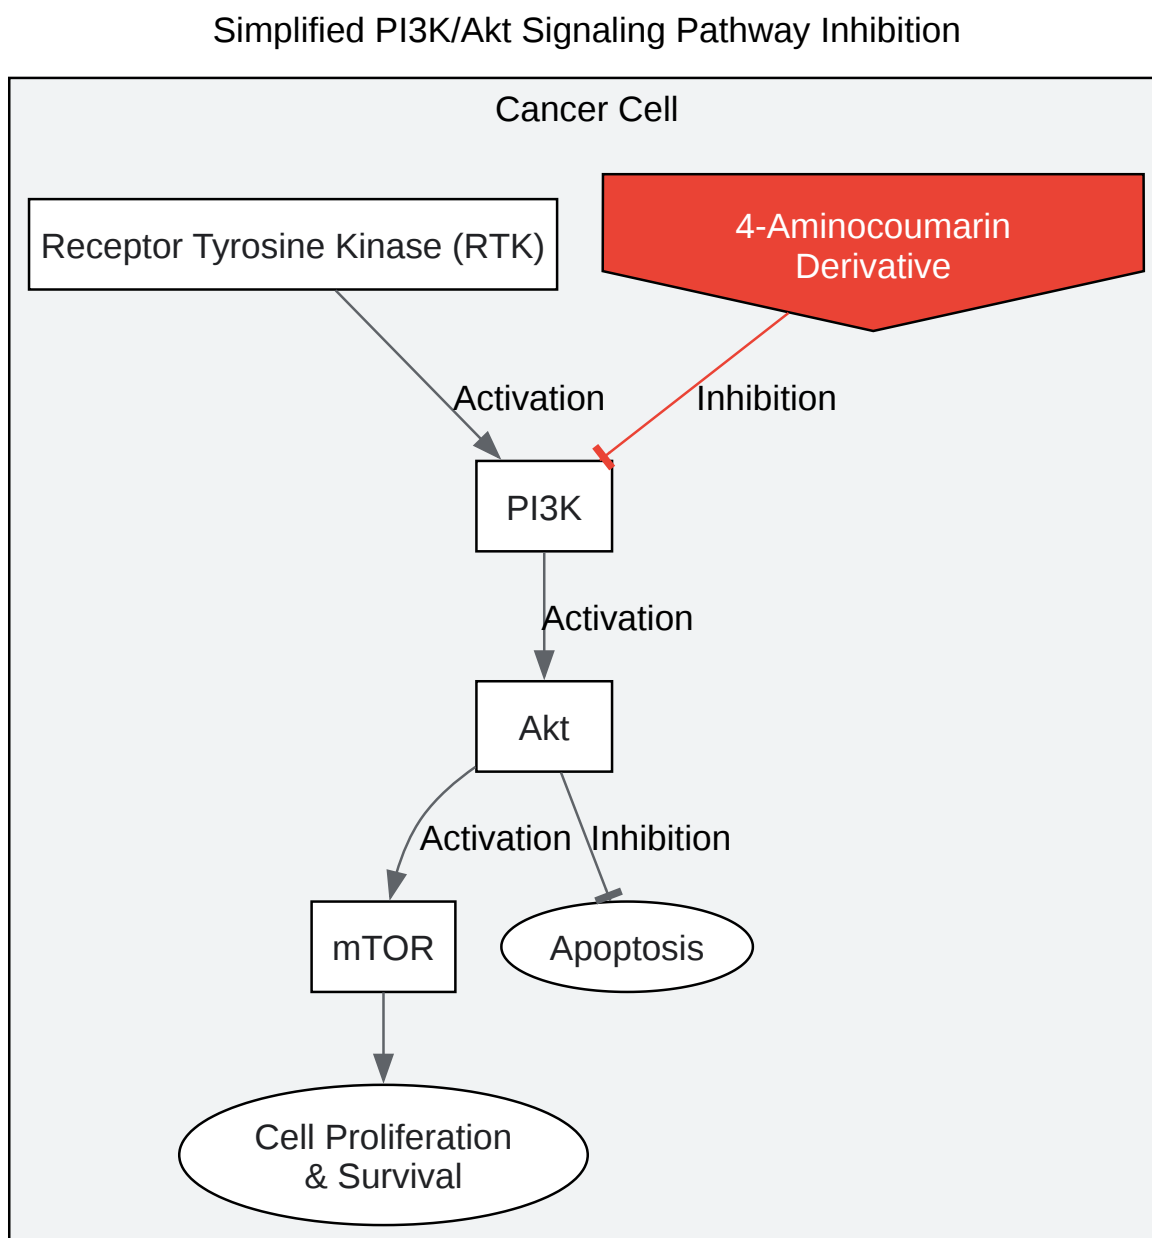 Simplified PI3K/Akt Signaling Pathway Inhibition
Cancer Cell
Receptor Tyrosine Kinase (RTK)
4-Aminocoumarin
Derivative
Activation
Inhibition
PI3K
Activation
Akt
Activation
Inhibition
mTOR
Apoptosis
Cell Proliferation
& Survival